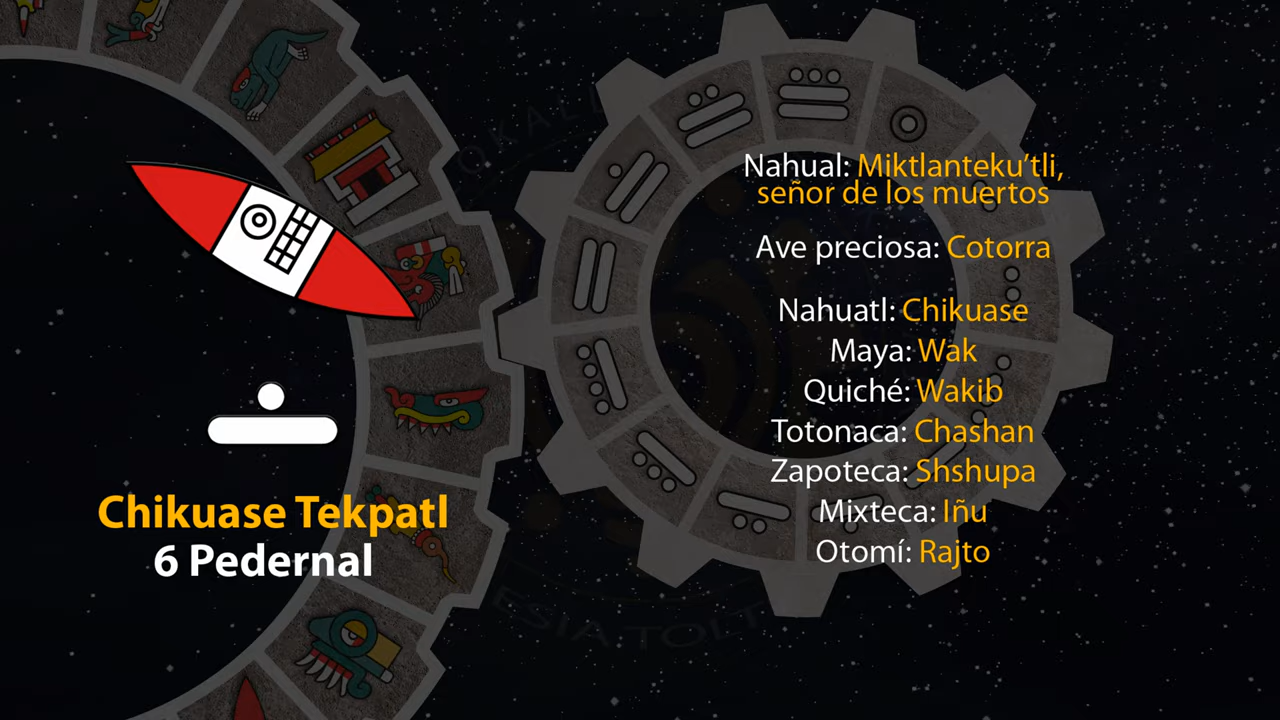 Chikuase Tekpatl
6 Pedernal
Nahual: Miktlanteku’tli,
señor de los muertos
Ave preciosa: Cotorra
Nahuatl: Chikuase
Maya: Wak
Quiché: Wakib
Totonaca: Chashan
Zapoteca: Shshupa
Mixteca: Iñu
Otomí: Rajto